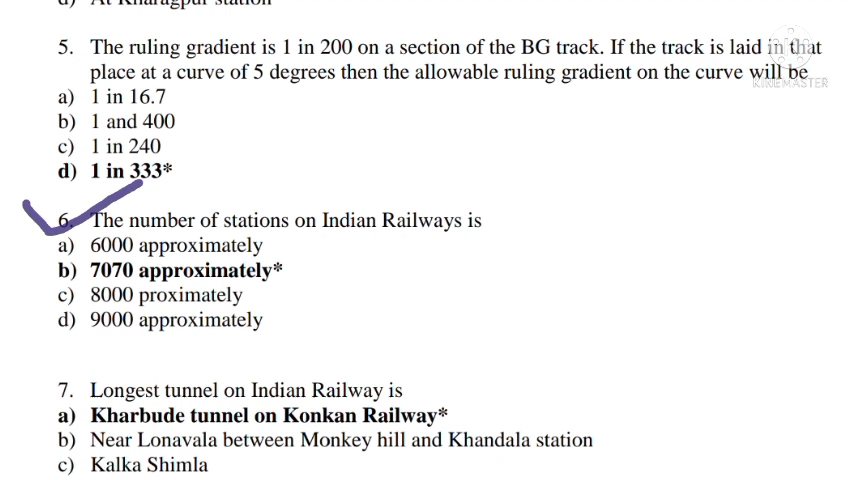 d) At Kharagpur station
5. The ruling gradient is 1 in 200 on a section of the BG track. If the track is laid in that
place at a curve of 5 degrees then the allowable ruling gradient on the curve will be
KINEMASTER
a) 1 in 16.7
b) 1 and 400
c) 1 in 240
d) 1 in 333*
6. The number of stations on Indian Railways is
a) 6000 approximately
b) 7070 approximately*
c) 8000 proximately
d) 9000 approximately
7. Longest tunnel on Indian Railway is
a) Kharbude tunnel on Konkan Railway*
b) Near Lonavala between Monkey hill and Khandala station
c) Kalka Shimla